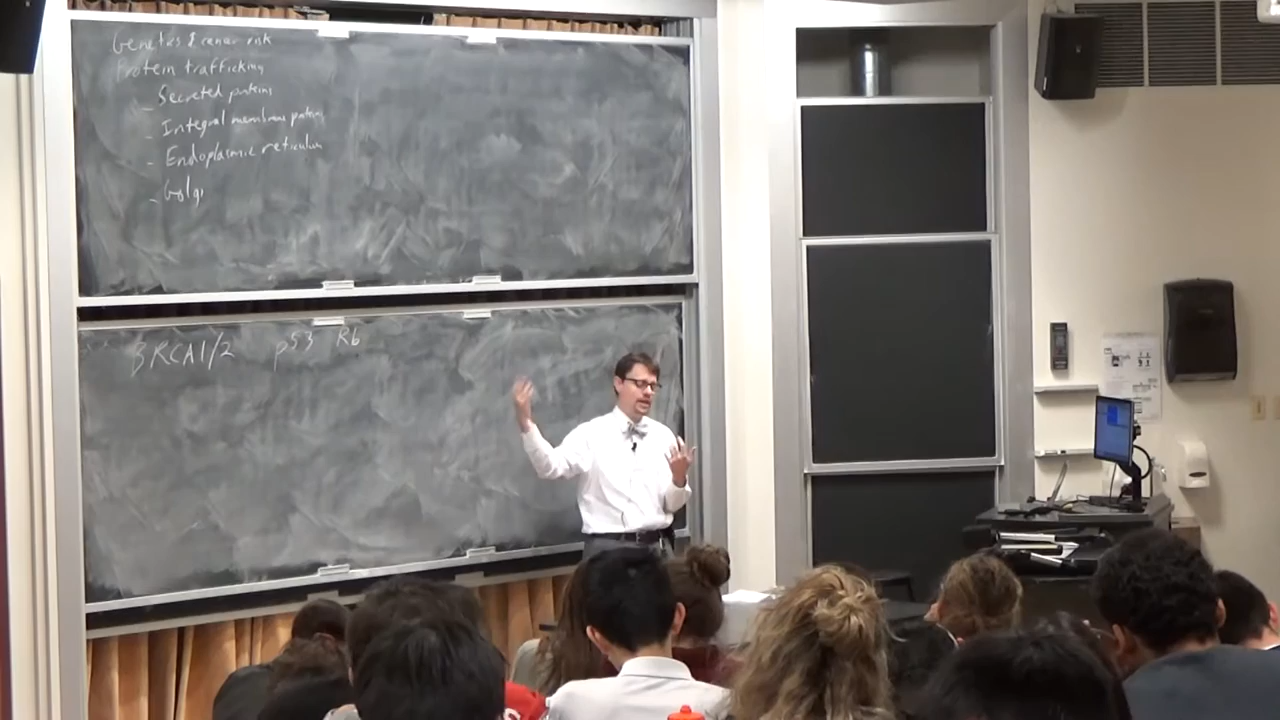 Genetics & cancer risk
Protein trafficking
- Secreted proteins
- Integral membrane proteins
- Endoplasmic reticulum
- Golgi
BRCA1/2 p53 Rb